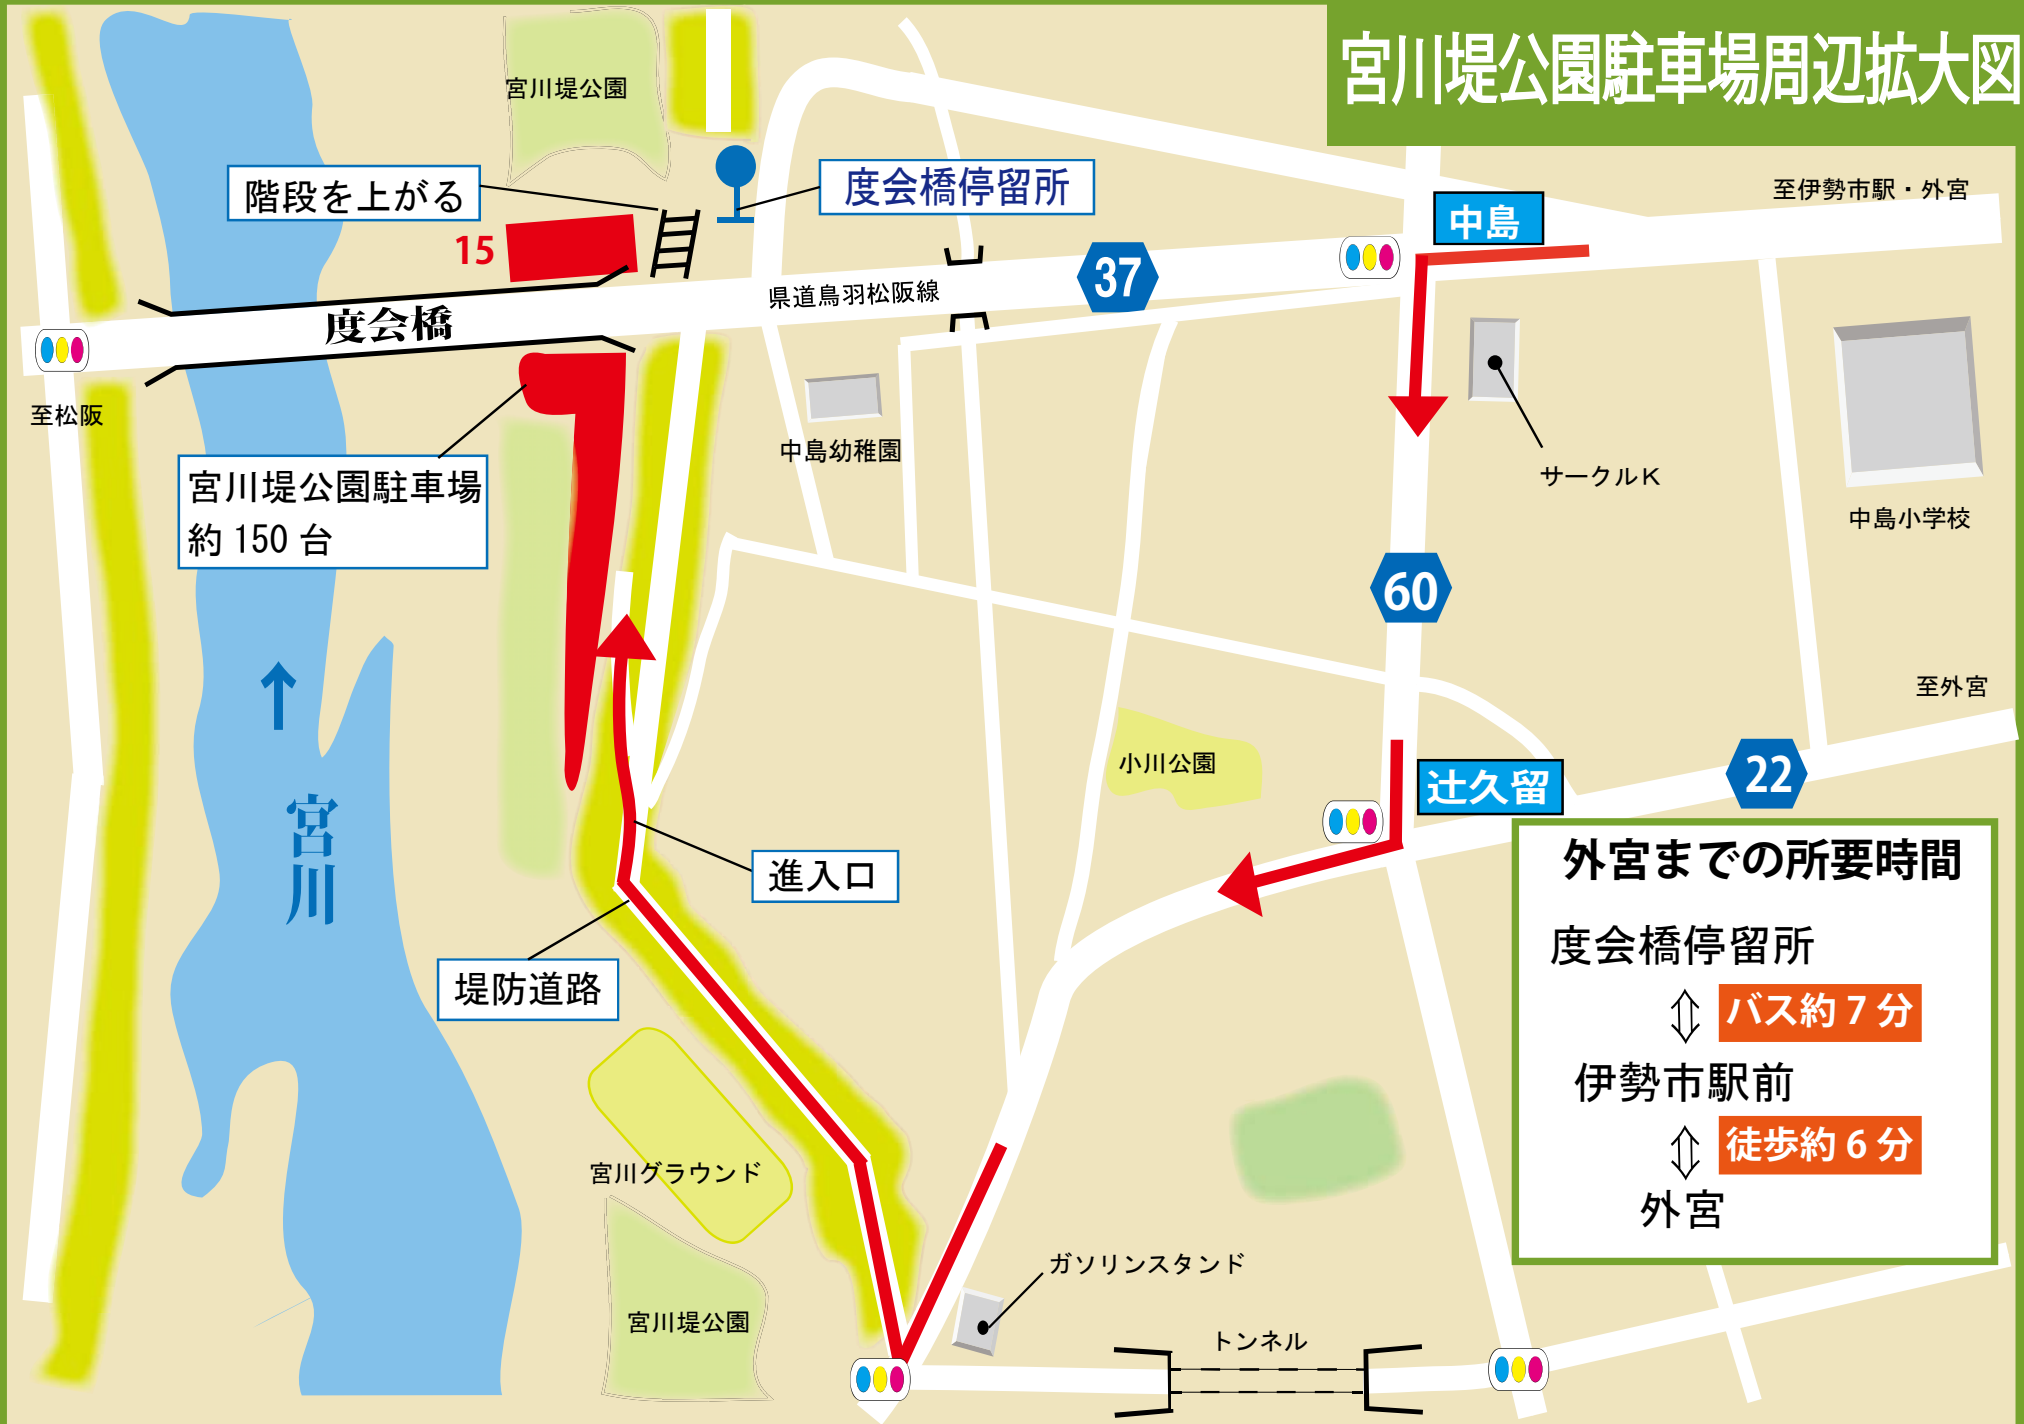 宮川堤公園駐車場周辺拡大図
宮川堤公園
階段を上がる
度会橋停留所
至伊勢市駅・外宮
中島
15
37
県道鳥羽松阪線
度会橋
至松阪
中島幼稚園
サークルK
宮川堤公園駐車場
約150台
中島小学校
60
至外宮
小川公園
辻久留
22
宮川
進入口
堤防道路
外宮までの所要時間
度会橋停留所
バス約7分
伊勢市駅前
徒歩約6分
外宮
宮川グラウンド
ガソリンスタンド
宮川堤公園
トンネル